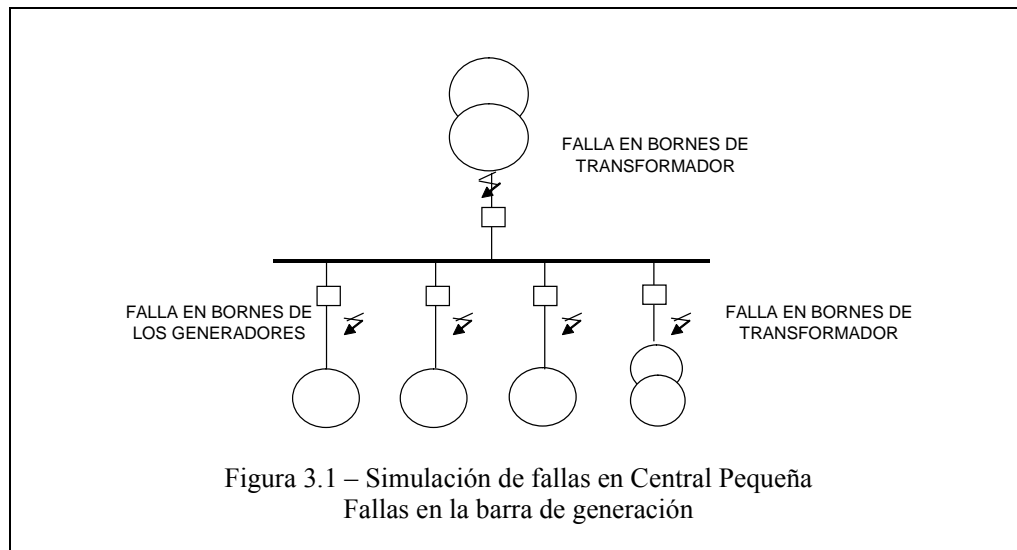 FALLA EN BORNES DE
TRANSFORMADOR
FALLA EN BORNES DE
LOS GENERADORES
FALLA EN BORNES DE
TRANSFORMADOR
Figura 3.1 – Simulación de fallas en Central Pequeña
Fallas en la barra de generación